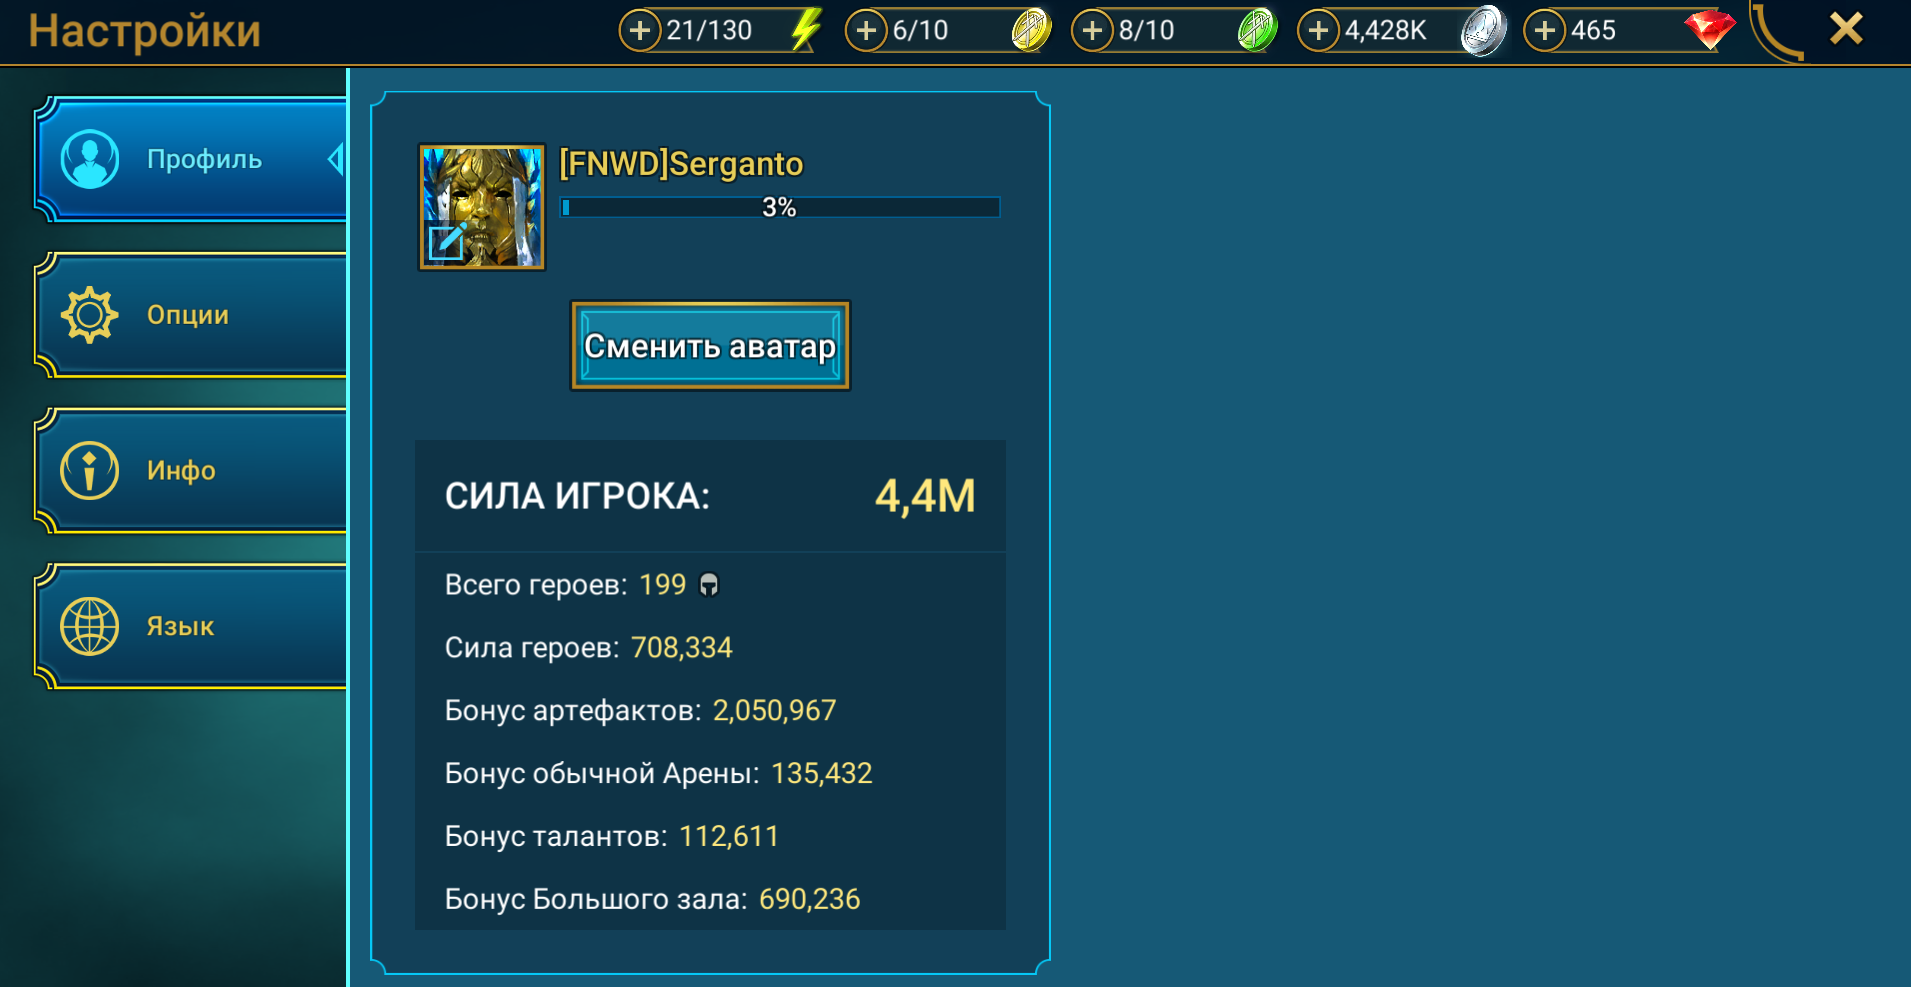 Настройки
21/130
6/10
8/10
4,428K
465
Профиль
Опции
Инфо
Язык
[FNWD]Serganto
3%
Сменить аватар
СИЛА ИГРОКА: 4,4М
Всего героев: 199
Сила героев: 708,334
Бонус артефактов: 2,050,967
Бонус обычной Арены: 135,432
Бонус талантов: 112,611
Бонус Большого зала: 690,236